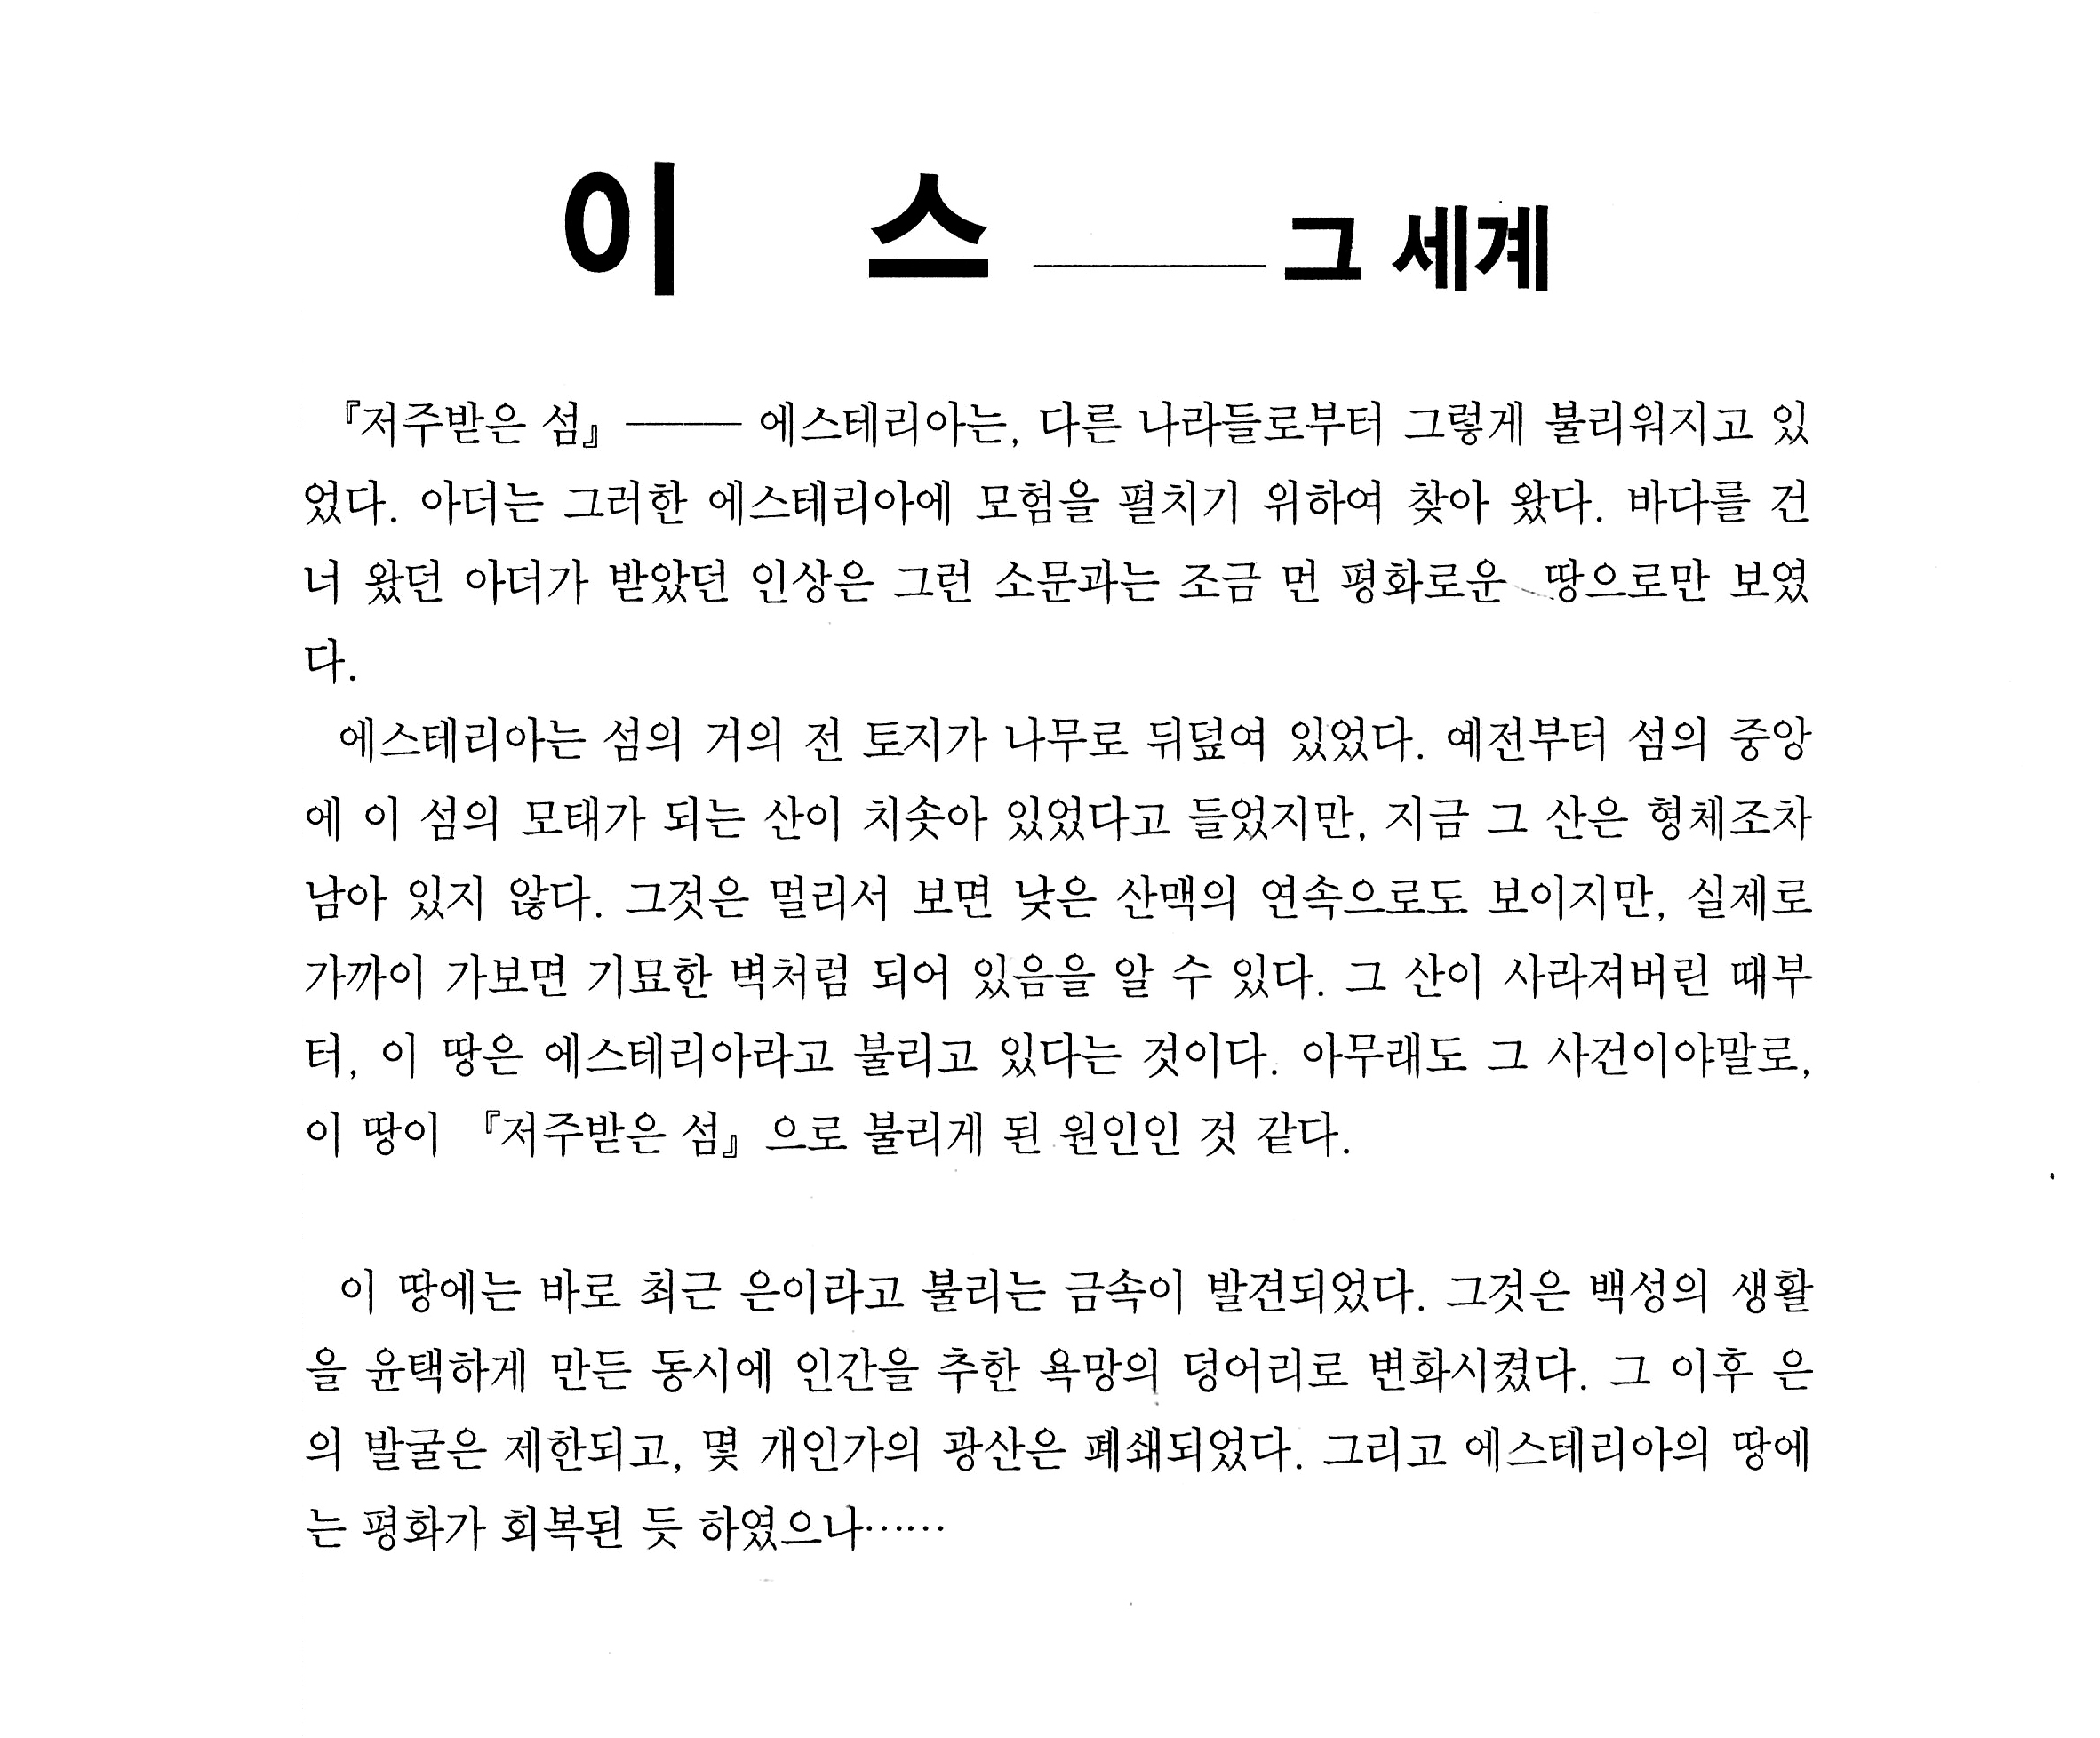 이 스 ——— 그 세계
『저주받은 섬』 ——— 에스테리아는, 다른 나라들로부터 그렇게 불리워지고 있
었다. 아더는 그러한 에스테리아에 모험을 펼치기 위하여 찾아 왔다. 바다를 건
너 왔던 아더가 받았던 인상은 그런 소문과는 조금 먼 평화로운 땅으로만 보였
다.
에스테리아는 섬의 거의 전 토지가 나무로 뒤덮여 있었다. 예전부터 섬의 중앙
에 이 섬의 모태가 되는 산이 치솟아 있었다고 들었지만, 지금 그 산은 형체조차
남아 있지 않다. 그것은 멀리서 보면 낮은 산맥의 연속으로도 보이지만, 실제로
가까이 가보면 기묘한 벽처럼 되어 있음을 알 수 있다. 그 산이 사라져버린 때부
터, 이 땅은 에스테리아라고 불리고 있다는 것이다. 아무래도 그 사건이야말로,
이 땅이 『저주받은 섬』으로 불리게 된 원인인 것 같다.
이 땅에는 바로 최근 은이라고 불리는 금속이 발견되었다. 그것은 백성의 생활
을 윤택하게 만든 동시에 인간을 추한 욕망의 덩어리로 변화시켰다. 그 이후 은
의 발굴은 제한되고, 몇 개인가의 광산은 폐쇄되었다. 그리고 에스테리아의 땅에
는 평화가 회복된 듯 하였으나……